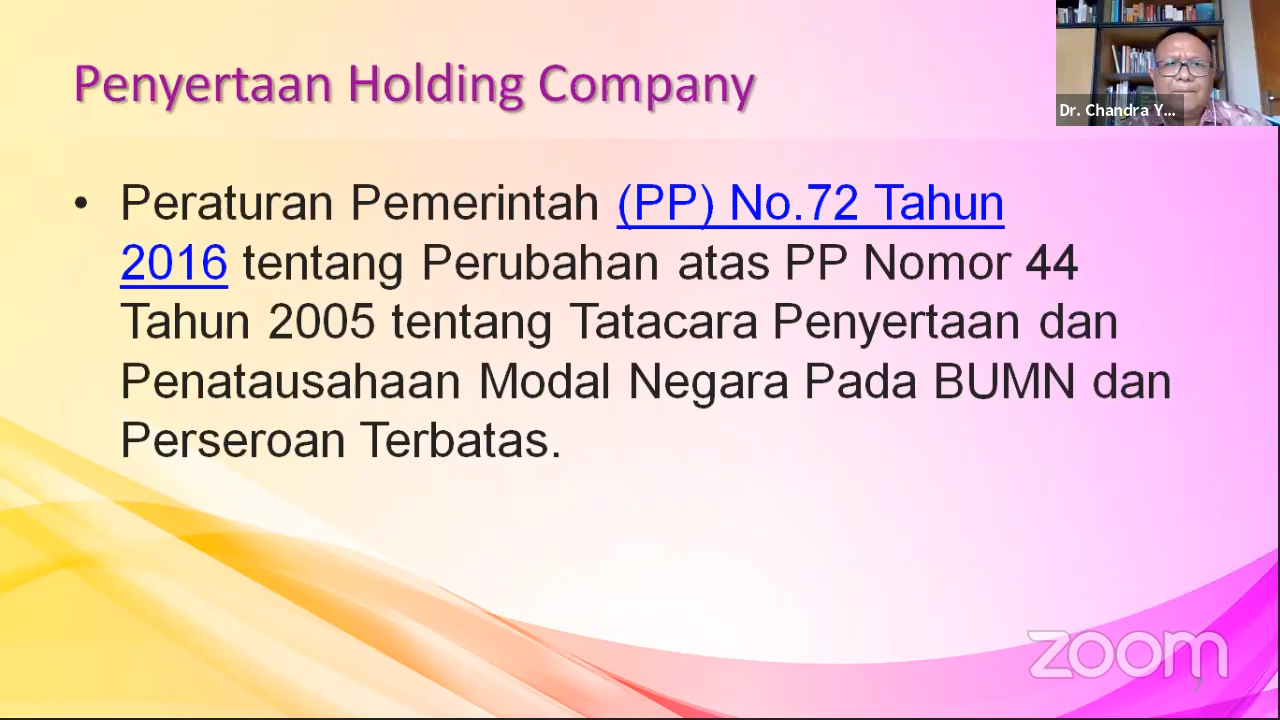 Penyertaan Holding Company
Dr. Chandra Y...
• Peraturan Pemerintah (PP) No.72 Tahun
2016 tentang Perubahan atas PP Nomor 44
Tahun 2005 tentang Tatacara Penyertaan dan
Penatausahaan Modal Negara Pada BUMN dan
Perseroan Terbatas.
zoom